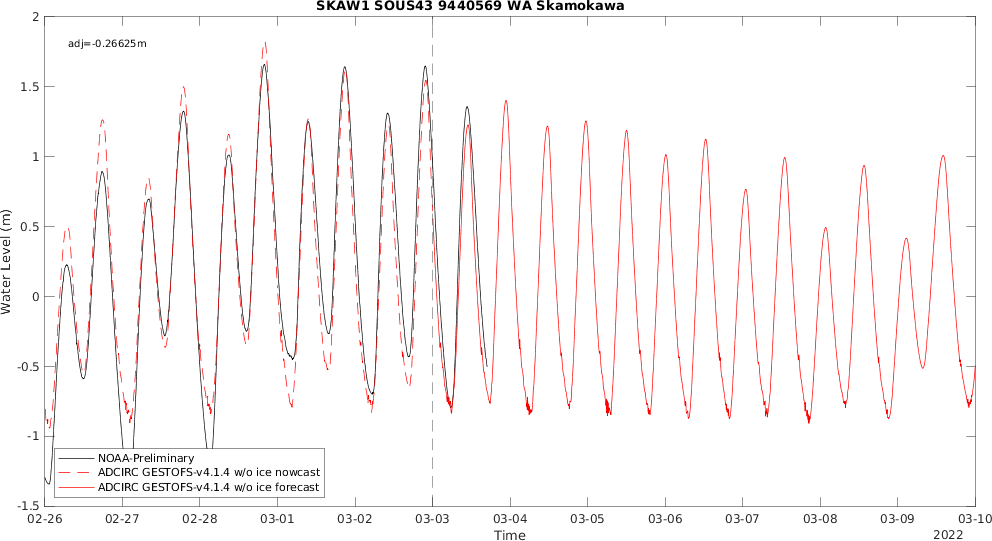 SKAW1 SOUS43 9440569 WA Skamokawa
adj=-0.26625m
2
1.5
1
0.5
0
-0.5
-1
-1.5
Water Level (m)
NOAA-Preliminary
ADCIRC GESTOFS-v4.1.4 w/o ice nowcast
ADCIRC GESTOFS-v4.1.4 w/o ice forecast
02-26 02-27 02-28 03-01 03-02 03-03 03-04 03-05 03-06 03-07 03-08 03-09 03-10
Time
2022